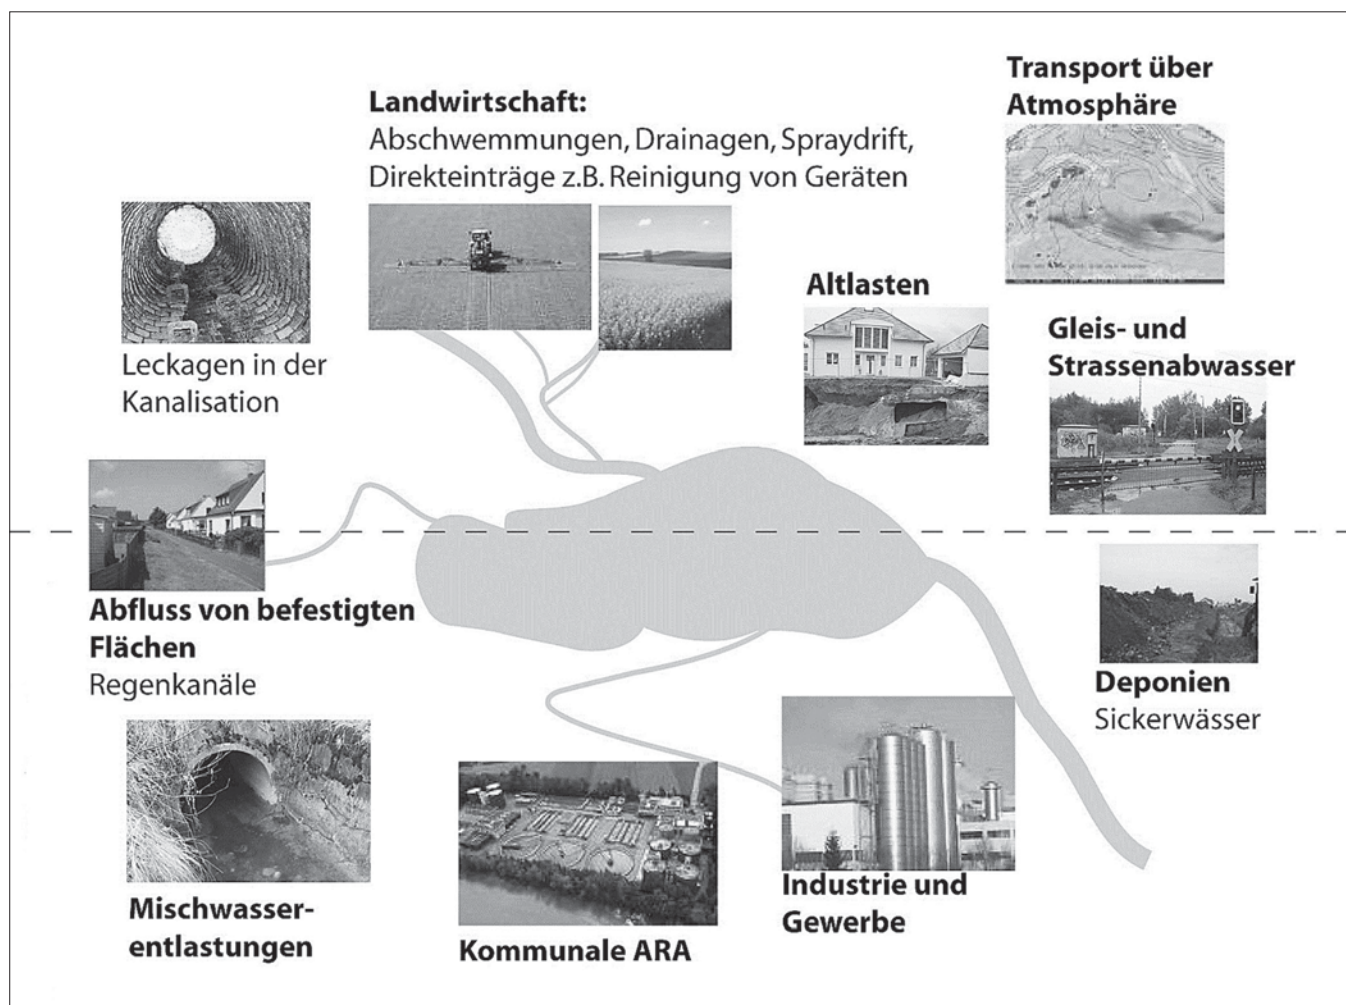 Transport über
Atmosphäre
Landwirtschaft:
Abschwemmungen, Drainagen, Spraydrift,
Direkteinträge z.B. Reinigung von Geräten
Altlasten
Gleis- und
Strassenabwasser
Leckagen in der
Kanalisation
Abfluss von befestigten
Flächen
Regenkanäle
Deponien
Sickerwässer
Mischwasser-
entlastungen
Kommunale ARA
Industrie und
Gewerbe